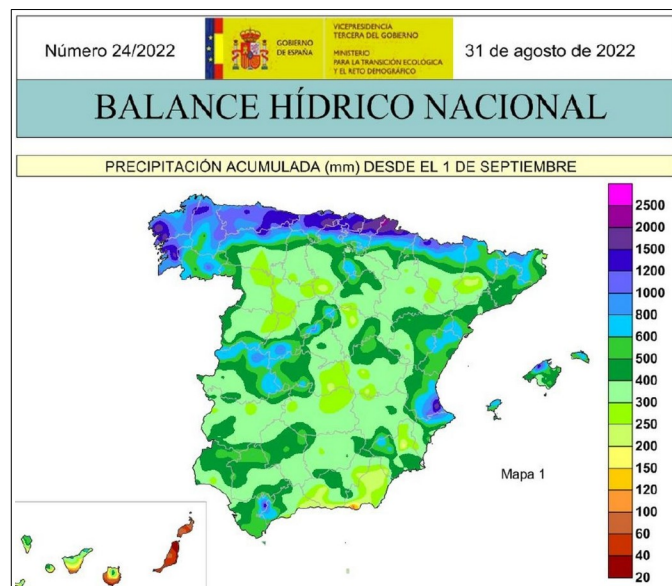 Número 24/2022
GOBIERNO
DE ESPAÑA
VICEPRESIDENCIA
TERCERA DEL GOBIERNO
MINISTERIO
PARA LA TRANSICIÓN ECOLÓGICA
Y EL RETO DEMOGRÁFICO
31 de agosto de 2022
BALANCE HÍDRICO NACIONAL
PRECIPITACIÓN ACUMULADA (mm) DESDE EL 1 DE SEPTIEMBRE
2500
2000
1500
1200
1000
800
600
500
400
300
250
200
150
120
100
60
40
20
Mapa 1